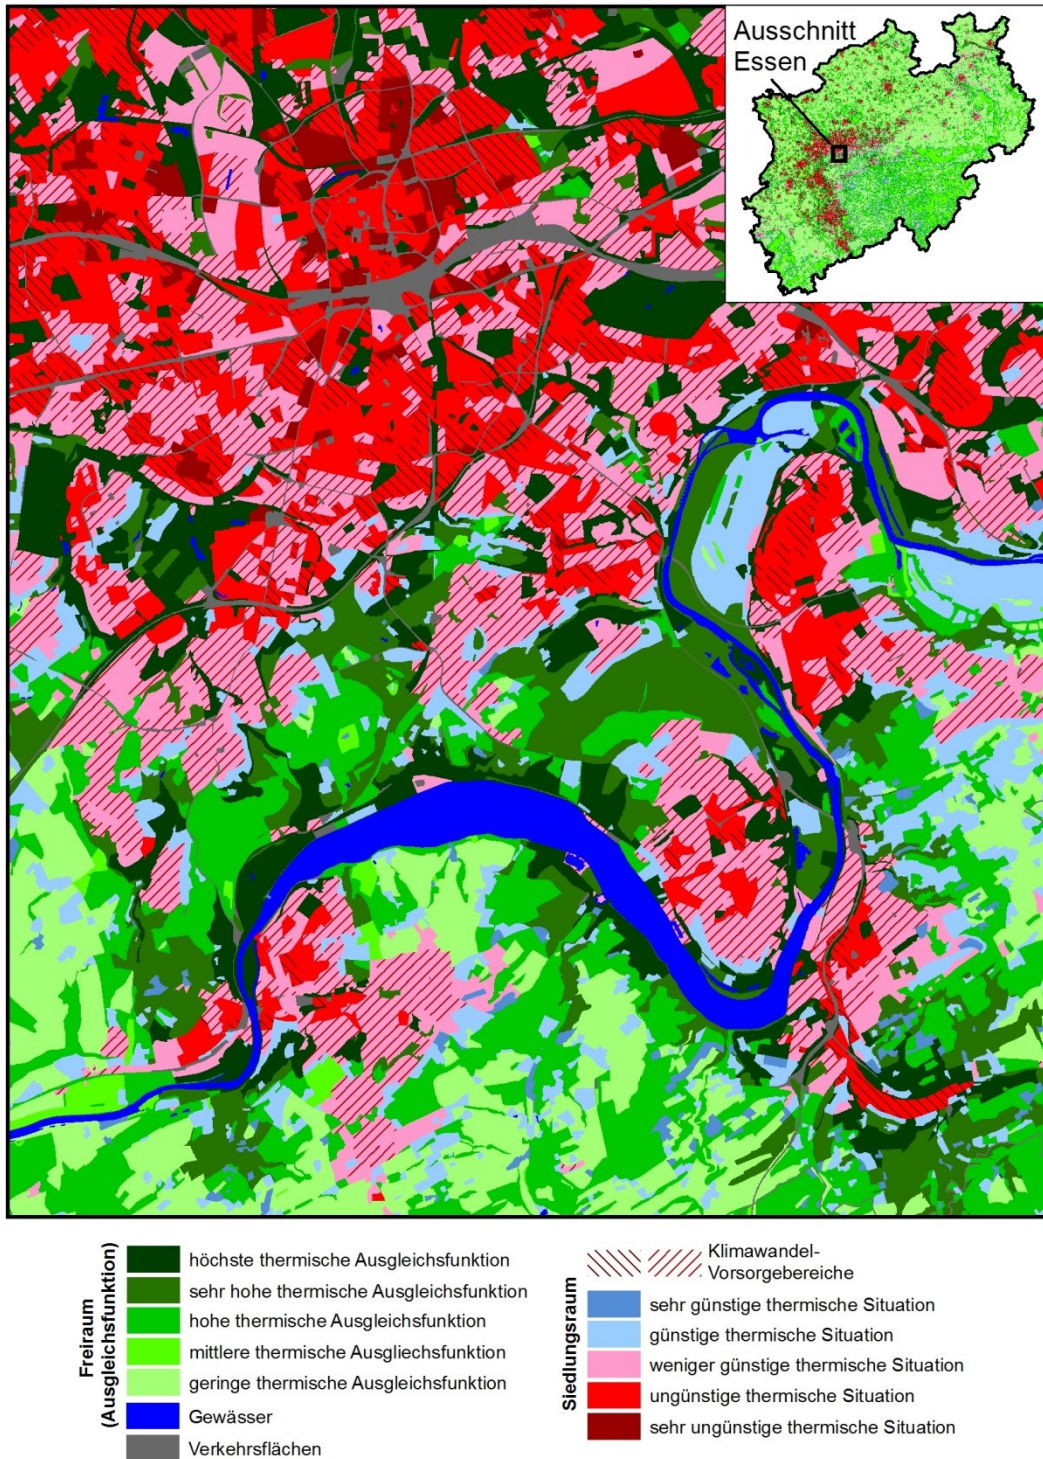 Ausschnitt
Essen
Freiraum
(Ausgleichsfunktion)
höchste thermische Ausgleichsfunktion
sehr hohe thermische Ausgleichsfunktion
hohe thermische Ausgleichsfunktion
mittlere thermische Ausgliechsfunktion
geringe thermische Ausgleichsfunktion
Gewässer
Verkehrsflächen
Siedlungsraum
Klimawandel-
Vorsorgebereiche
sehr günstige thermische Situation
günstige thermische Situation
weniger günstige thermische Situation
ungünstige thermische Situation
sehr ungünstige thermische Situation